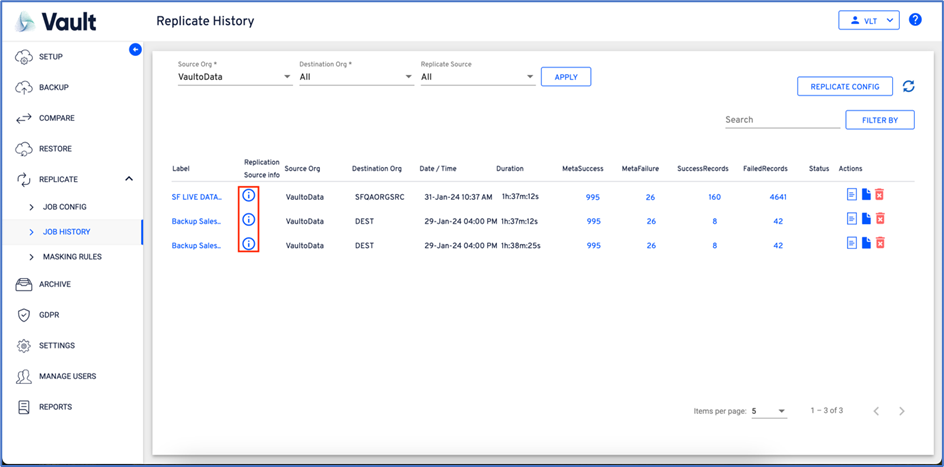 Vault
Replicate History
VLT
?
SETUP
BACKUP
COMPARE
RESTORE
REPLICATE
JOB CONFIG
JOB HISTORY
MASKING RULES
ARCHIVE
GDPR
SETTINGS
MANAGE USERS
REPORTS
Source Org * Destination Org * Replicate Source
VaultoData All All APPLY
REPLICATE CONFIG
Search FILTER BY
Label Replication Source info Source Org Destination Org Date / Time Duration MetaSuccess MetaFailure SuccessRecords FailedRecords Status Actions
SF LIVE DATA.. VaultoData SFQAORGSRC 31-Jan-24 10:37 AM 1h:37m:12s 995 26 160 4641
Backup Sales.. VaultoData DEST 29-Jan-24 04:00 PM 1h:37m:12s 995 26 8 42
Backup Sales.. VaultoData DEST 29-Jan-24 04:00 PM 1h:38m:25s 995 26 8 42
Items per page: 5 1 – 3 of 3